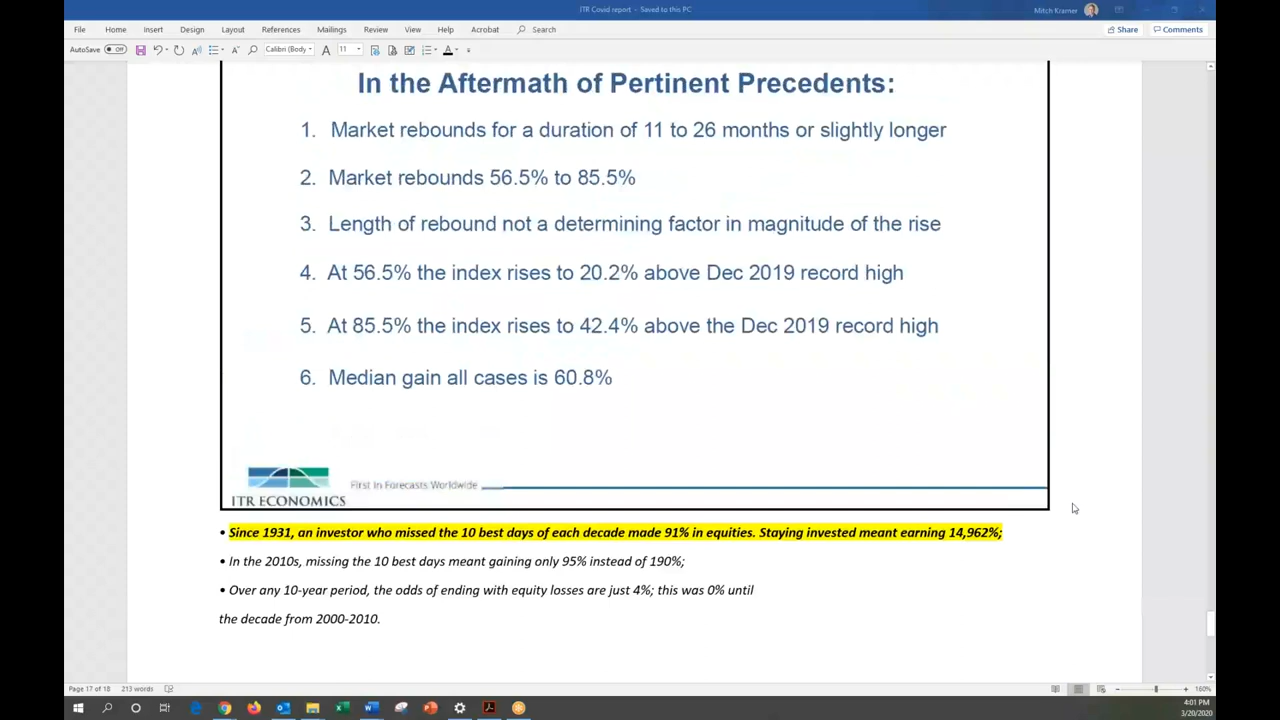 ITR Covid report - Saved to this PC
Mitch Kramer
File Home Insert Design Layout References Mailings Review View Help Acrobat Search
Share Comments
AutoSave Off Calibri (Body 11
In the Aftermath of Pertinent Precedents:
1. Market rebounds for a duration of 11 to 26 months or slightly longer
2. Market rebounds 56.5% to 85.5%
3. Length of rebound not a determining factor in magnitude of the rise
4. At 56.5% the index rises to 20.2% above Dec 2019 record high
5. At 85.5% the index rises to 42.4% above the Dec 2019 record high
6. Median gain all cases is 60.8%
First In Forecasts Worldwide
ITR ECONOMICS
• Since 1931, an investor who missed the 10 best days of each decade made 91% in equities. Staying invested meant earning 14,962%;
• In the 2010s, missing the 10 best days meant gaining only 95% instead of 190%;
• Over any 10-year period, the odds of ending with equity losses are just 4%; this was 0% until
the decade from 2000-2010.
Page 17 of 18 213 words 160%
4:01 PM
3/20/2020